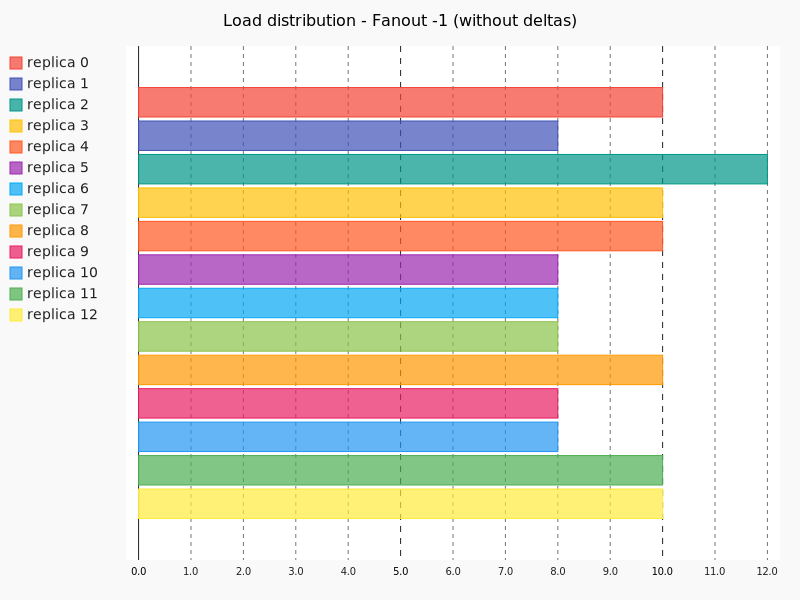 Load distribution - Fanout -1 (without deltas)
replica 0
replica 1
replica 2
replica 3
replica 4
replica 5
replica 6
replica 7
replica 8
replica 9
replica 10
replica 11
replica 12
0.0 1.0 2.0 3.0 4.0 5.0 6.0 7.0 8.0 9.0 10.0 11.0 12.0